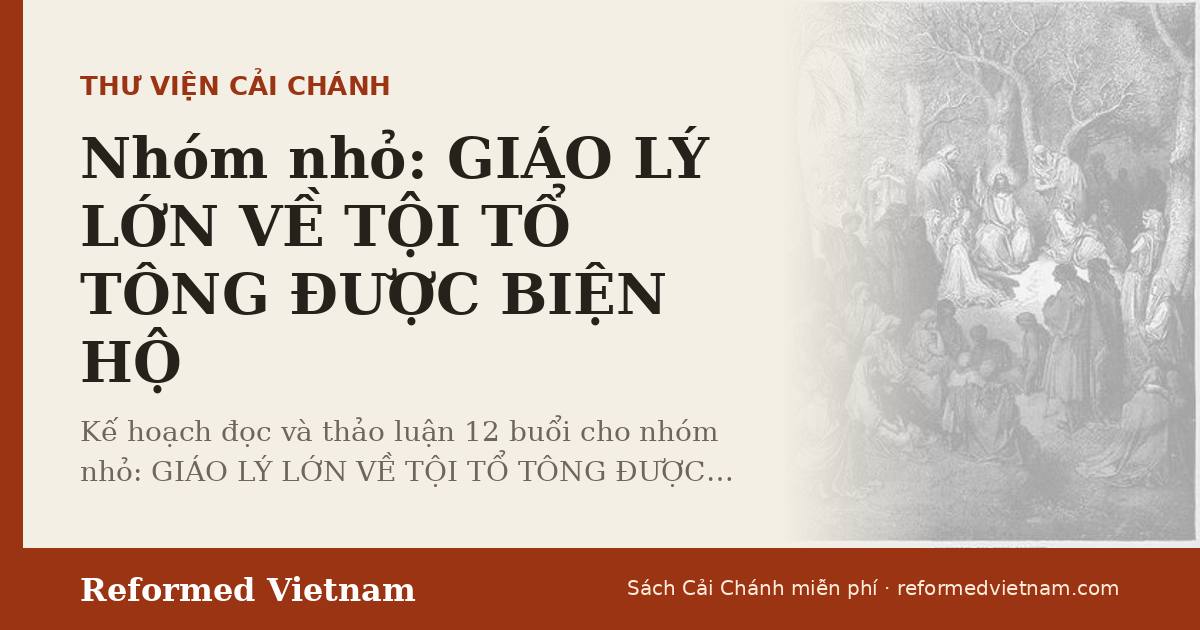 THƯ VIỆN CẢI CHÁNH
Nhóm nhỏ: GIÁO LÝ
LỚN VỀ TỘI TỔ
TÔNG ĐƯỢC BIỆN
HỘ
Kế hoạch đọc và thảo luận 12 buổi cho nhóm
nhỏ: GIÁO LÝ LỚN VỀ TỘI TỔ TÔNG ĐƯỢC…
Reformed Vietnam
Sách Cải Chánh miễn phí · reformedvietnam.com